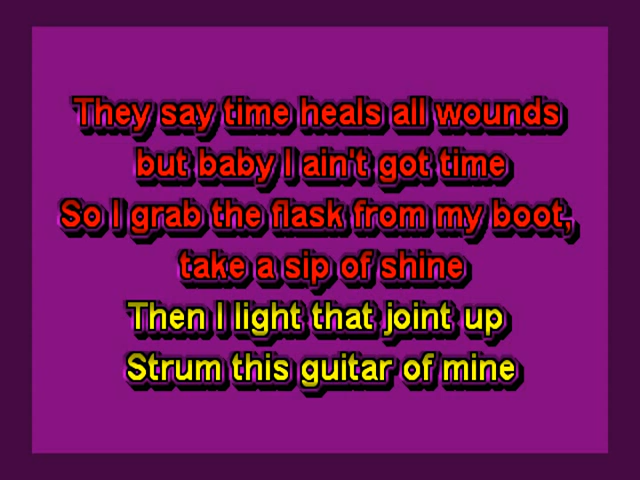 They say time heals all wounds
but baby I ain't got time
So I grab the flask from my boot,
take a sip of shine
Then I light that joint up
Strum this guitar of mine